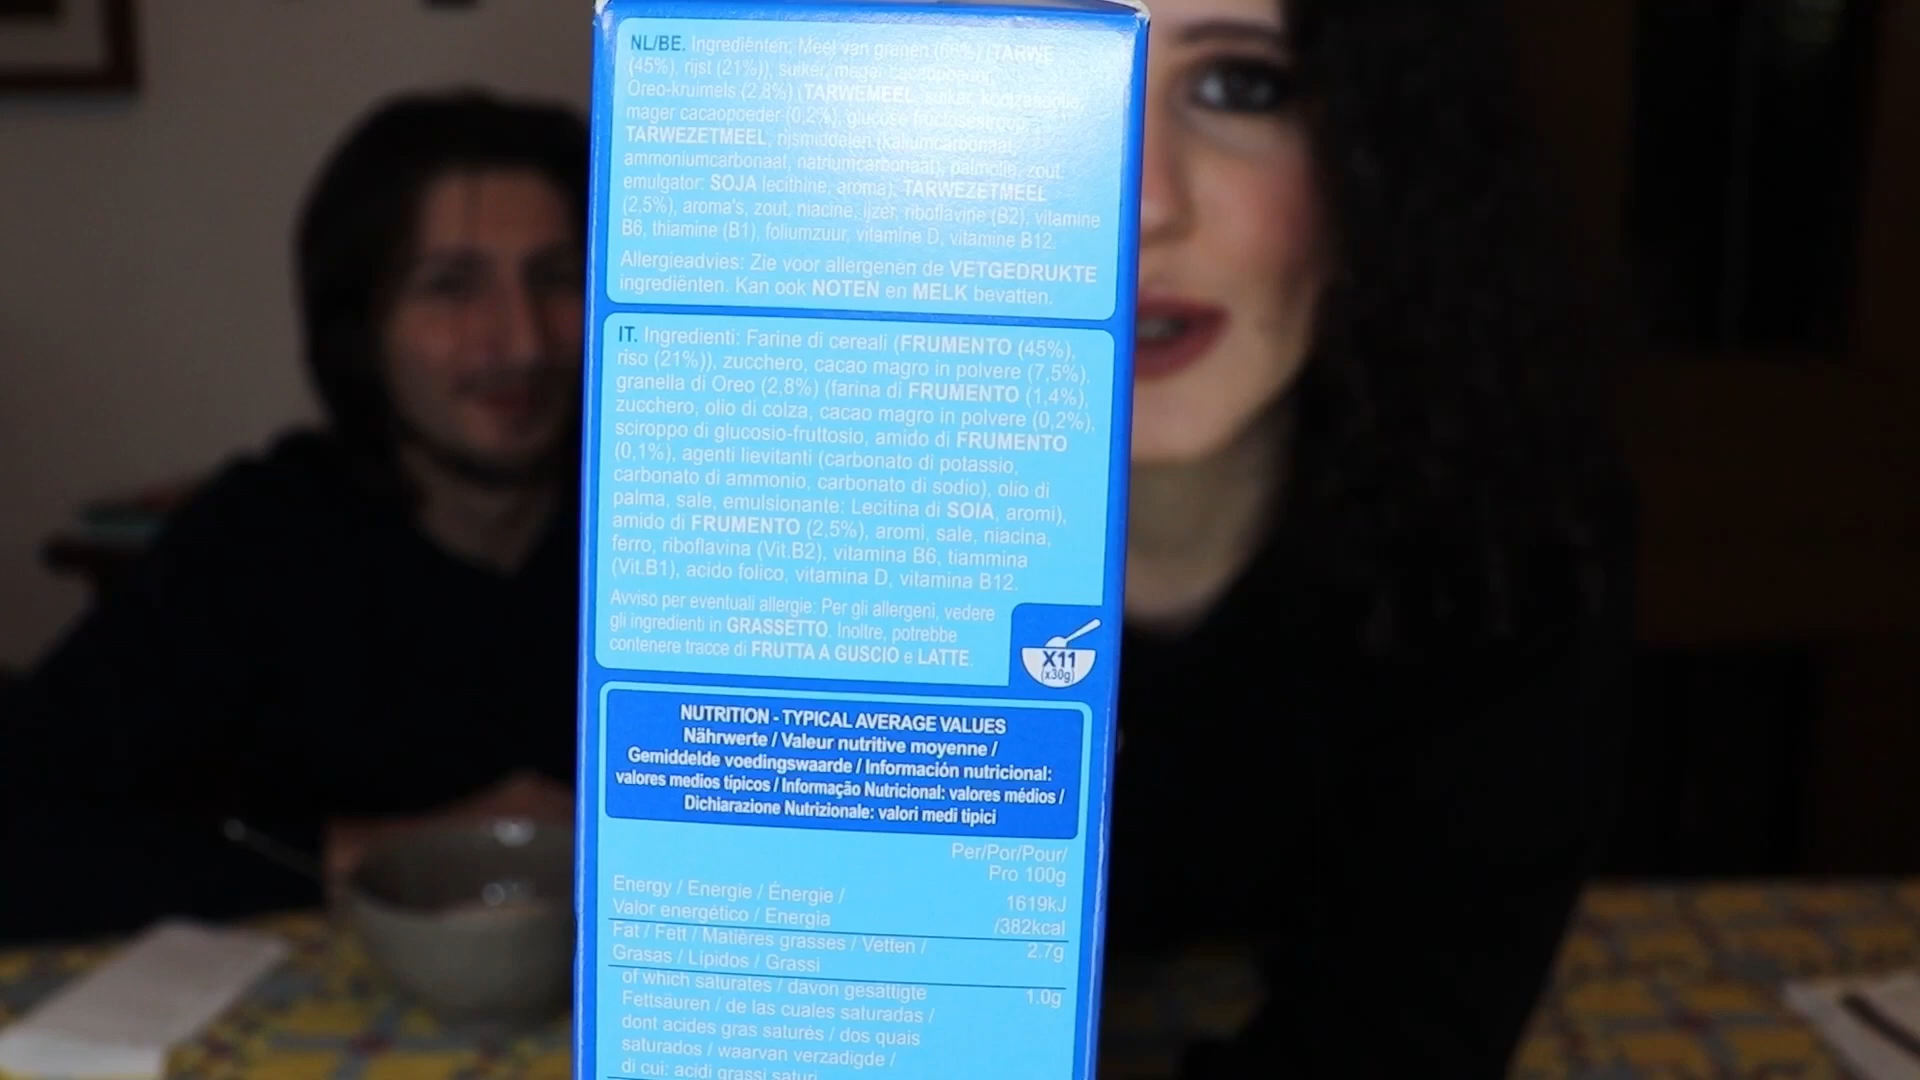 NL/BE. Ingrediënten: Meel van granen (66%) (TARWE
(45%), rijst (21%)), suiker, mager cacaopoeder,
Oreo-kruimels (2,8%) (TARWEMEEL, suiker, koolzaadolie,
mager cacaopoeder (0,2%), glucose fructosestroop,
TARWEZETMEEL, rijsmiddelen (kaliumcarbonaat,
ammoniumcarbonaat, natriumcarbonaat), palmolie, zout,
emulgator: SOJA lecithine, aroma), TARWEZETMEEL
(2,5%), aroma's, zout, niacine, ijzer, riboflavine (B2), vitamine
B6, thiamine (B1), foliumzuur, vitamine D, vitamine B12.
Allergieadvies: Zie voor allergenen de VETGEDRUKTE
ingrediënten. Kan ook NOTEN en MELK bevatten.
IT. Ingredienti: Farine di cereali (FRUMENTO (45%),
riso (21%)), zucchero, cacao magro in polvere (7,5%),
granella di Oreo (2,8%) (farina di FRUMENTO (1,4%),
zucchero, olio di colza, cacao magro in polvere (0,2%),
sciroppo di glucosio-fruttosio, amido di FRUMENTO
(0,1%), agenti lievitanti (carbonato di potassio,
carbonato di ammonio, carbonato di sodio), olio di
palma, sale, emulsionante: Lecitina di SOIA, aromi),
amido di FRUMENTO (2,5%), aromi, sale, niacina,
ferro, riboflavina (Vit.B2), vitamina B6, tiammina
(Vit.B1), acido folico, vitamina D, vitamina B12.
Avviso per eventuali allergie: Per gli allergeni, vedere
gli ingredienti in GRASSETTO. Inoltre, potrebbe
contenere tracce di FRUTTA A GUSCIO e LATTE.
X11
(x30g)
NUTRITION - TYPICAL AVERAGE VALUES
Nährwerte / Valeur nutritive moyenne /
Gemiddelde voedingswaarde / Información nutricional:
valores medios típicos / Informação Nutricional: valores médios /
Dichiarazione Nutrizionale: valori medi tipici
Per/Por/Pour/
Pro 100g
Energy / Energie / Énergie / 1619kJ
Valor energético / Energia /382kcal
Fat / Fett / Matières grasses / Vetten / 2.7g
Grasas / Lípidos / Grassi
of which saturates / davon gesättigte 1.0g
Fettsäuren / de las cuales saturadas /
dont acides gras saturés / dos quais
saturados / waarvan verzadigde /
di cui: acidi grassi saturi